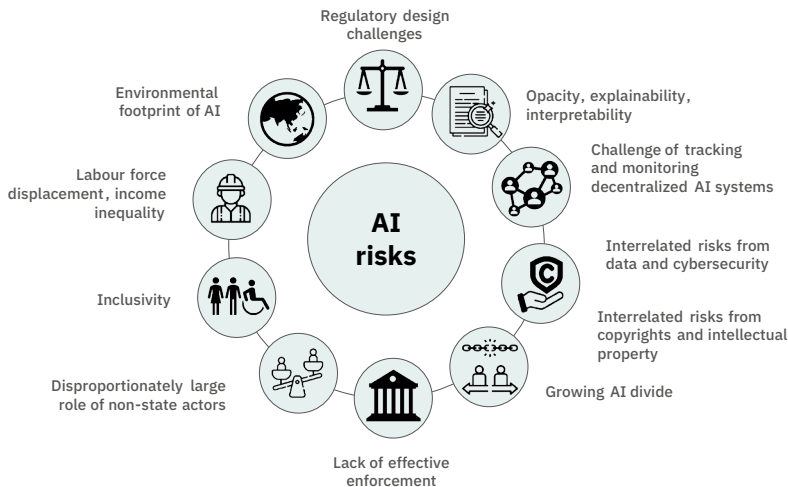 Regulatory design
challenges
Opacity, explainability,
interpretability
Challenge of tracking
and monitoring
decentralized AI systems
Interrelated risks from
data and cybersecurity
Interrelated risks from
copyrights and intellectual
property
Growing AI divide
Lack of effective
enforcement
Disproportionately large
role of non-state actors
Inclusivity
Labour force
displacement, income
inequality
Environmental
footprint of AI
AI
risks
C